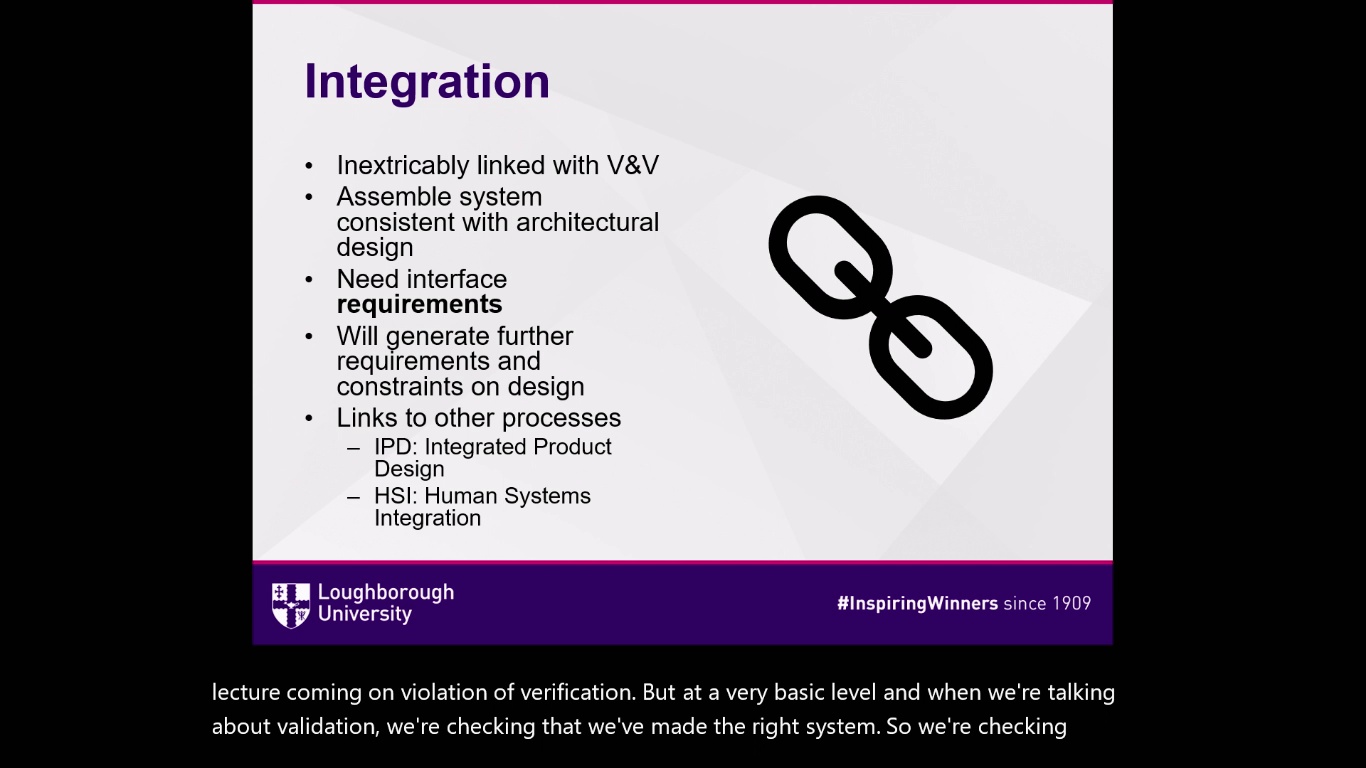 Integration
• Inextricably linked with V&V
• Assemble system
consistent with architectural
design
• Need interface
requirements
• Will generate further
requirements and
constraints on design
• Links to other processes
– IPD: Integrated Product
Design
– HSI: Human Systems
Integration
Loughborough
University
#InspiringWinners since 1909
lecture coming on violation of verification. But at a very basic level and when we're talking
about validation, we're checking that we've made the right system. So we're checking